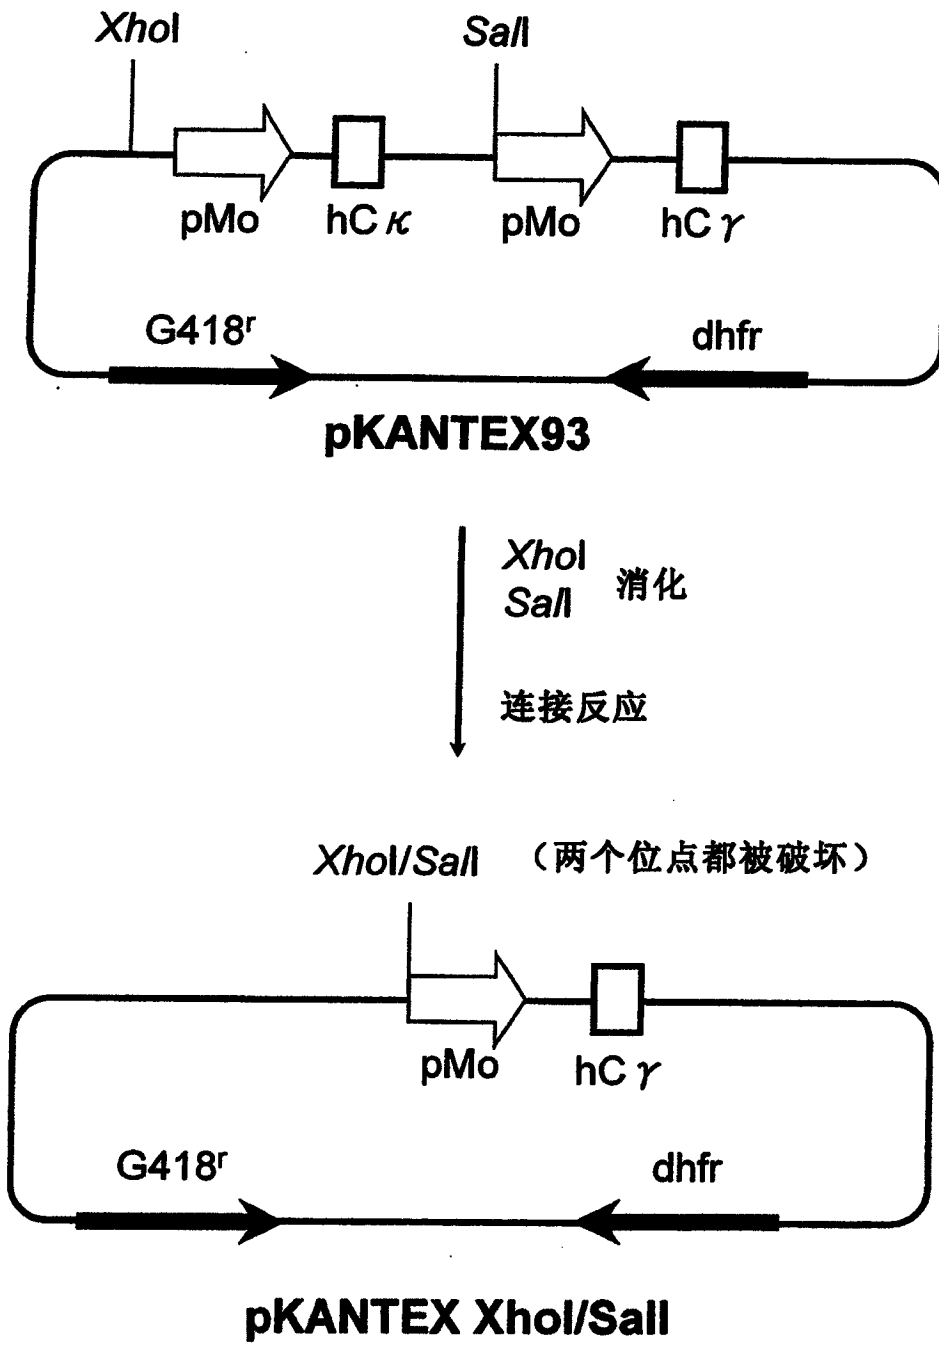 XhoI SalI
pMo hCκ pMo hCγ
G418r dhfr
pKANTEX93
XhoI
SalI 消化
连接反应
XhoI/SalI （两个位点都被破坏）
pMo hCγ
G418r dhfr
pKANTEX XhoI/SalI